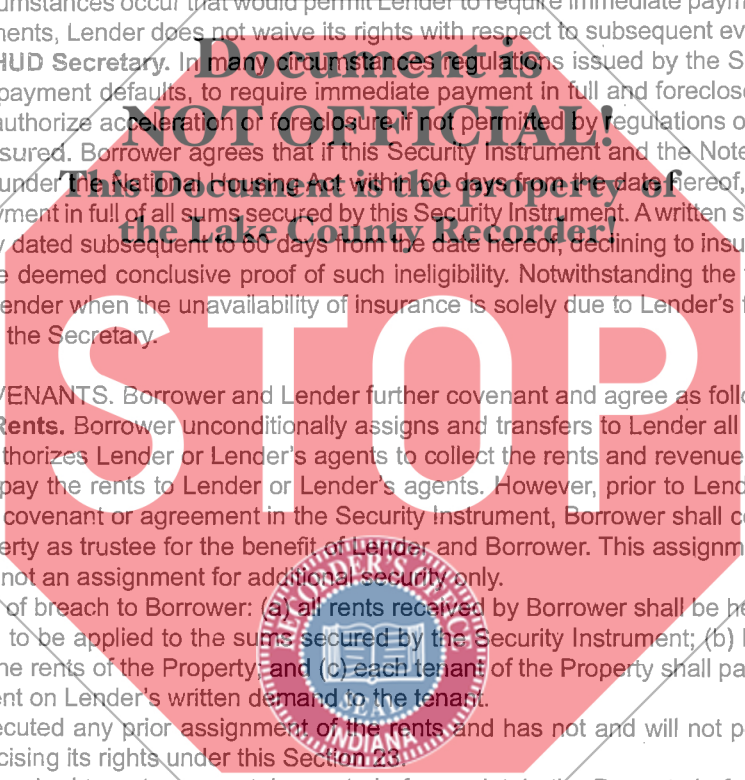 circumstances occur that would permit Lender to require immediate paym
ments, Lender does not waive its rights with respect to subsequent ev
HUD Secretary. In many circumstances regulations issued by the S
payment defaults, to require immediate payment in full and foreclose
authorize acceleration or foreclosure if not permitted by regulations o
sured. Borrower agrees that if this Security Instrument and the Note
under the National Housing Act within 60 days from the date hereof,
yment in full of all sums secured by this Security Instrument. A written s
y dated subsequent to 60 days from the date hereof, declining to insu
e deemed conclusive proof of such ineligibility. Notwithstanding the
ender when the unavailability of insurance is solely due to Lender's
the Secretary.
Document is
NOT OFFICIAL!
This Document is the property of
the Lake County Recorder!
STOP
VENANTS. Borrower and Lender further covenant and agree as follo
Rents. Borrower unconditionally assigns and transfers to Lender all
thorizes Lender or Lender's agents to collect the rents and revenue
pay the rents to Lender or Lender's agents. However, prior to Lend
covenant or agreement in the Security Instrument, Borrower shall co
erty as trustee for the benefit of Lender and Borrower. This assignm
not an assignment for additional security only.
of breach to Borrower: (a) all rents received by Borrower shall be he
to be applied to the sums secured by the Security Instrument; (b)
he rents of the Property; and (c) each tenant of the Property shall pa
ent on Lender's written demand to the tenant.
ecuted any prior assignment of the rents and has not and will not p
cising its rights under this Section 23.
RECORDER'S OFFICE
SEAL
INDIANA